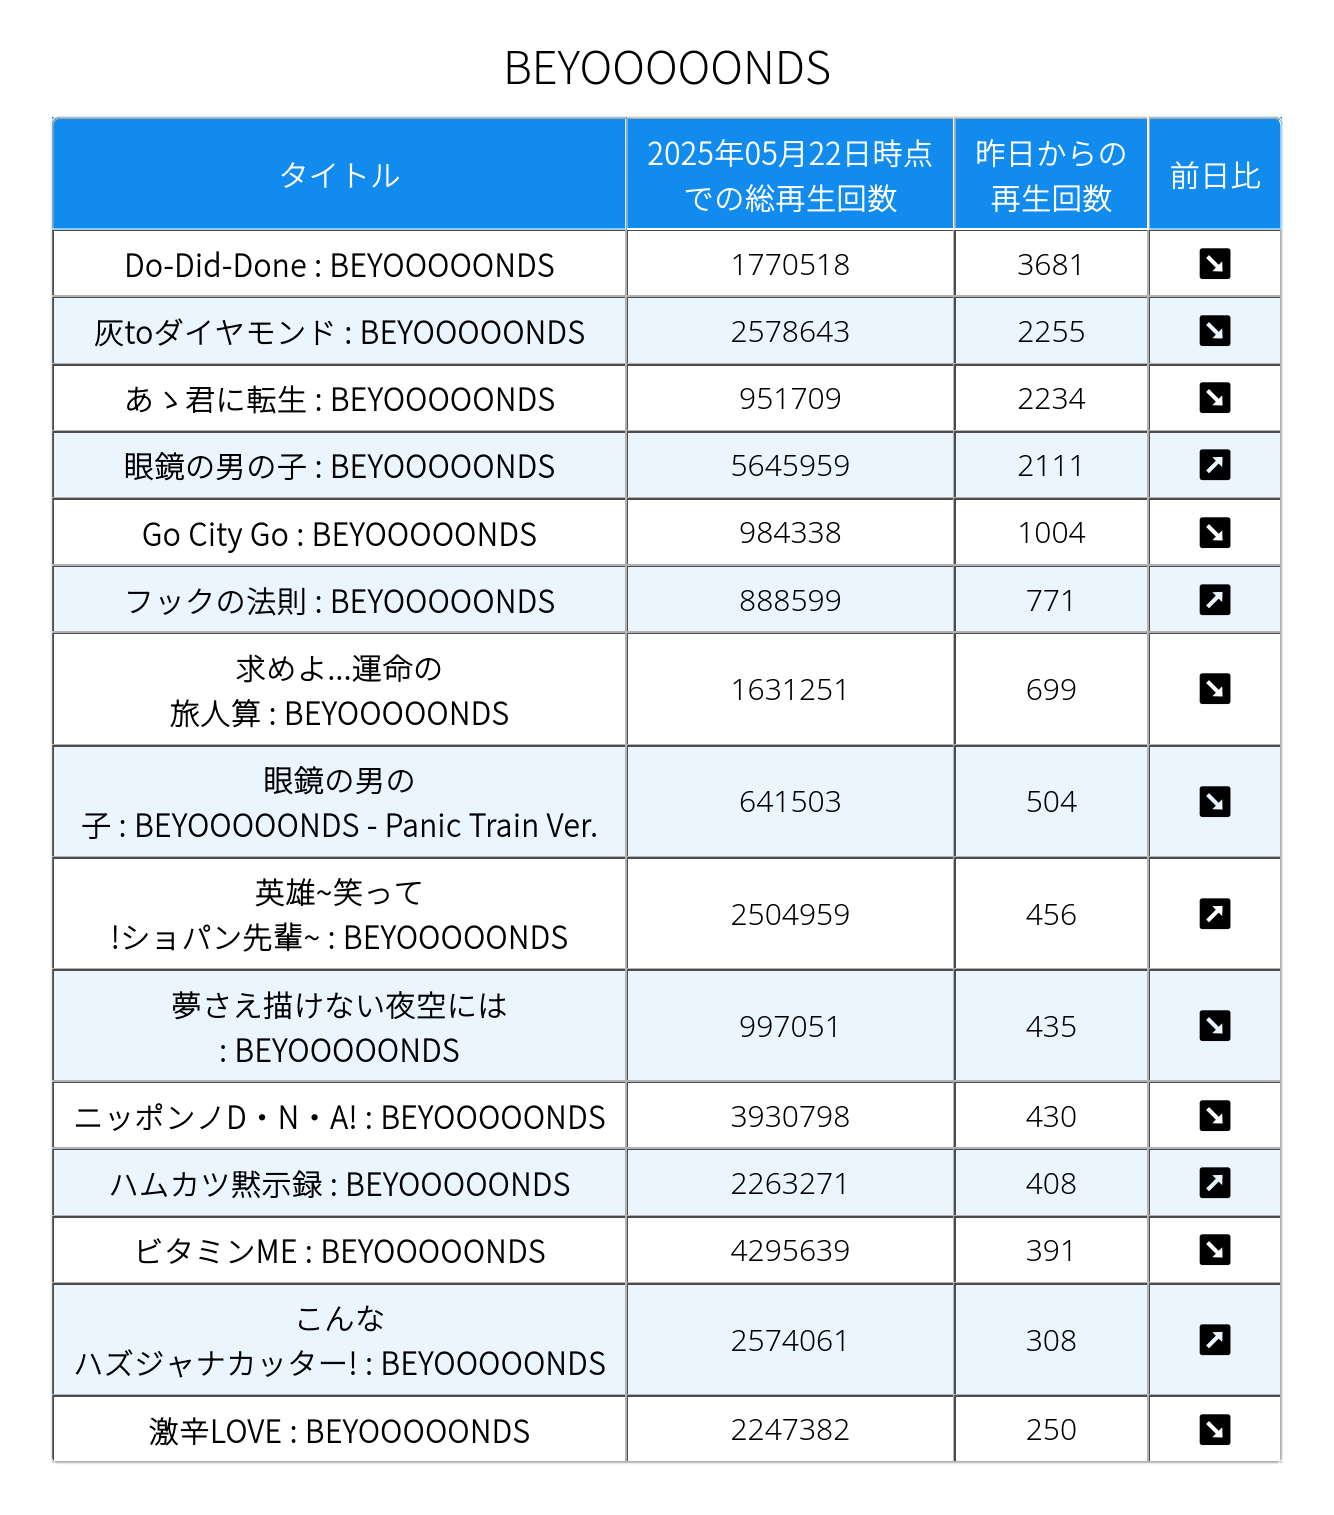 BEYOOOOONDS
タイトル
2025年05月22日時点
での総再生回数
昨日からの
再生回数
前日比
Do-Did-Done : BEYOOOOONDS
1770518
3681
灰toダイヤモンド : BEYOOOOONDS
2578643
2255
あゝ君に転生 : BEYOOOOONDS
951709
2234
眼鏡の男の子 : BEYOOOOONDS
5645959
2111
Go City Go : BEYOOOOONDS
984338
1004
フックの法則 : BEYOOOOONDS
888599
771
求めよ...運命の
旅人算 : BEYOOOOONDS
1631251
699
眼鏡の男の
子 : BEYOOOOONDS - Panic Train Ver.
641503
504
英雄~笑って
!ショパン先輩~ : BEYOOOOONDS
2504959
456
夢さえ描けない夜空には
: BEYOOOOONDS
997051
435
ニッポンノD・N・A! : BEYOOOOONDS
3930798
430
ハムカツ黙示録 : BEYOOOOONDS
2263271
408
ビタミンME : BEYOOOOONDS
4295639
391
こんな
ハズジャナカッター! : BEYOOOOONDS
2574061
308
激辛LOVE : BEYOOOOONDS
2247382
250